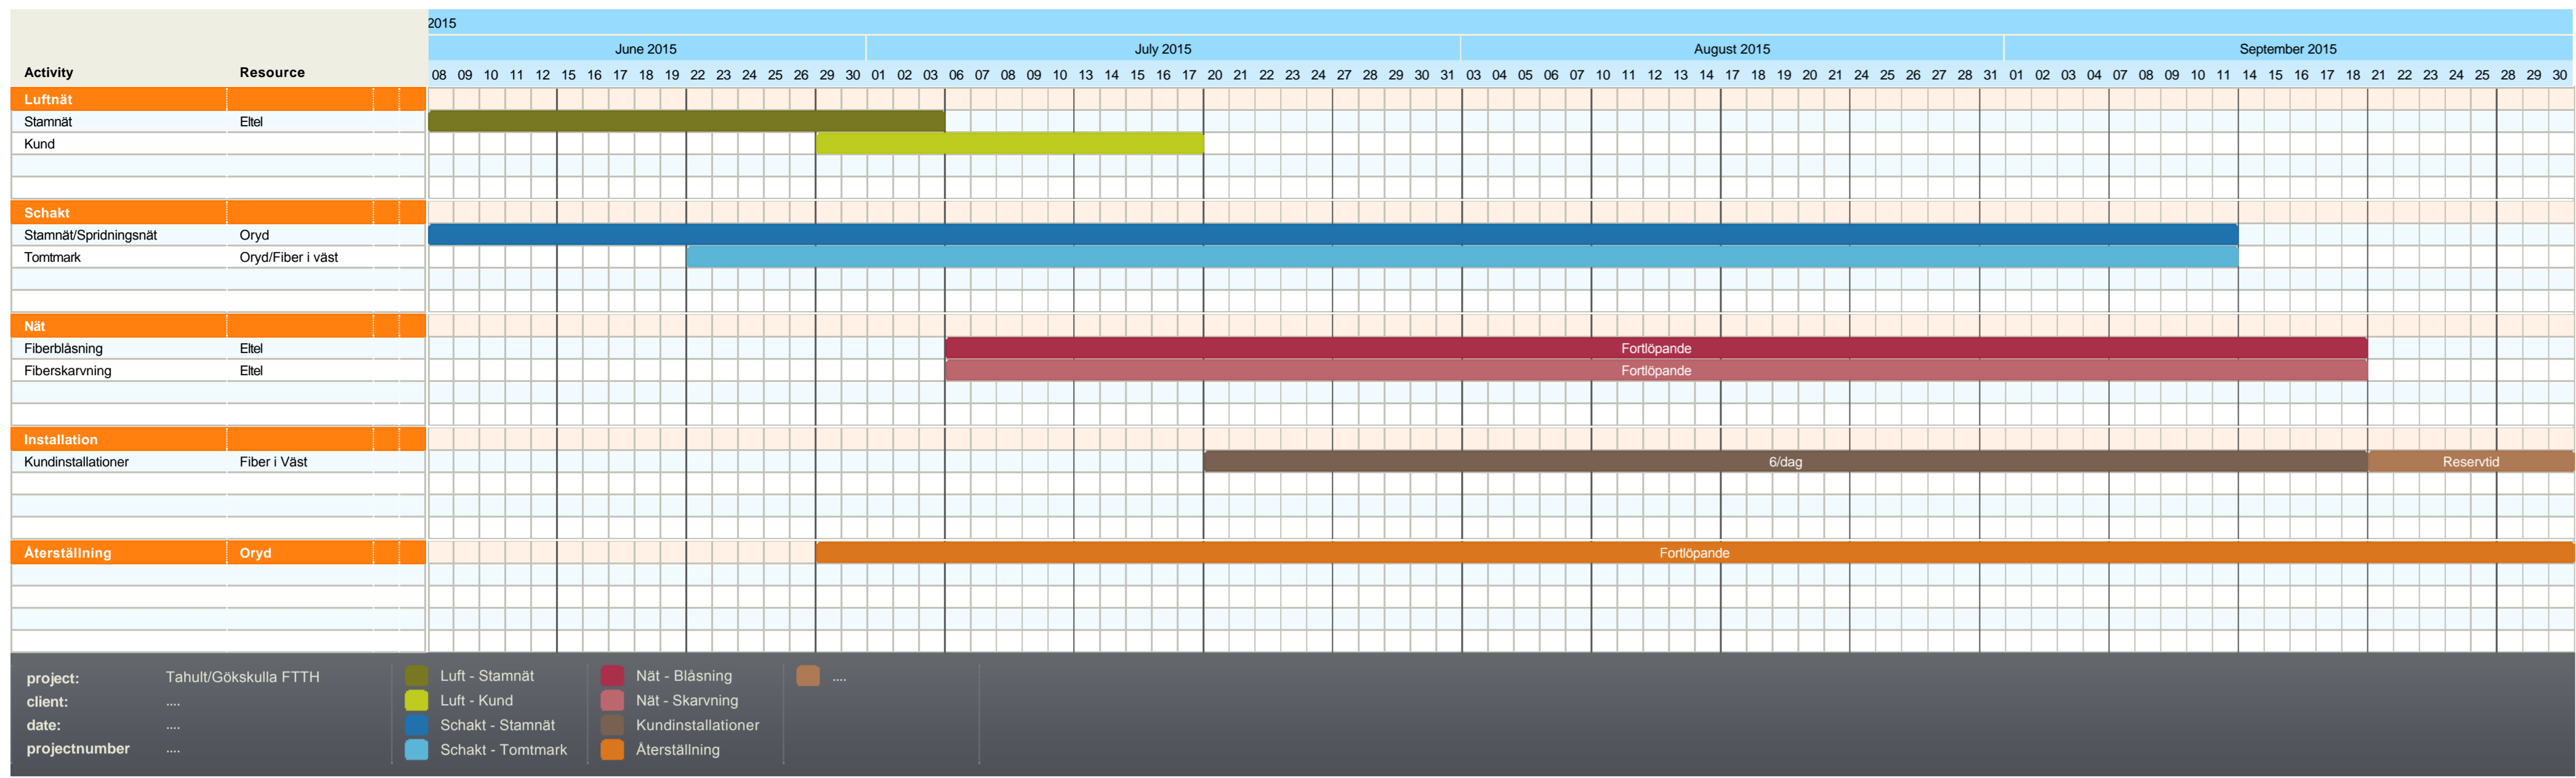 2015
June 2015 July 2015 August 2015 September 2015
Activity Resource 08 09 10 11 12 15 16 17 18 19 22 23 24 25 26 29 30 01 02 03 06 07 08 09 10 13 14 15 16 17 20 21 22 23 24 27 28 29 30 31 03 04 05 06 07 10 11 12 13 14 17 18 19 20 21 24 25 26 27 28 31 01 02 03 04 07 08 09 10 11 14 15 16 17 18 21 22 23 24 25 28 29 30
Luftnät
Stamnät Eltel
Kund
Schakt
Stamnät/Spridningsnät Oryd
Tomtmark Oryd/Fiber i väst
Nät
Fiberblåsning Eltel Fortlöpande
Fiberskarvning Eltel Fortlöpande
Installation
Kundinstallationer Fiber i Väst 6/dag Reservtid
Återställning Oryd Fortlöpande
project: Tahult/Gökskulla FTTH
client: ....
date: ....
projectnumber ....
Luft - Stamnät
Luft - Kund
Schakt - Stamnät
Schakt - Tomtmark
Nät - Blåsning
Nät - Skarvning
Kundinstallationer
Återställning
....